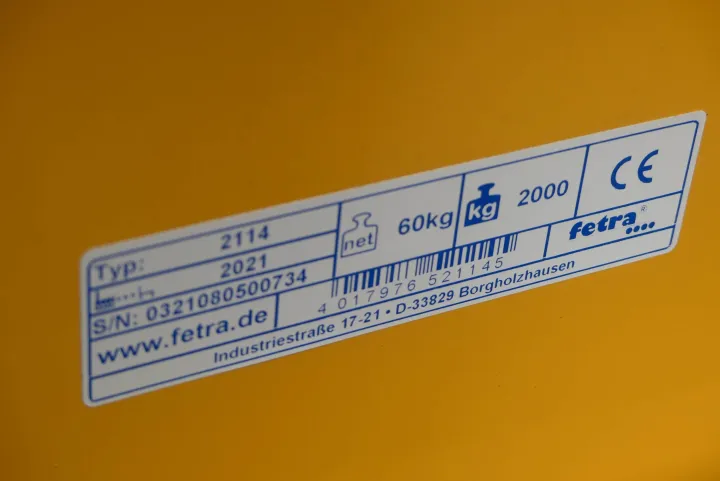 Typ: 2114
2021
S/N: 0321080500734
www.fetra.de
net 60kg
kg 2000
CE
fetra®
4 017976 521145
Industriestraße 17-21 • D-33829 Borgholzhausen